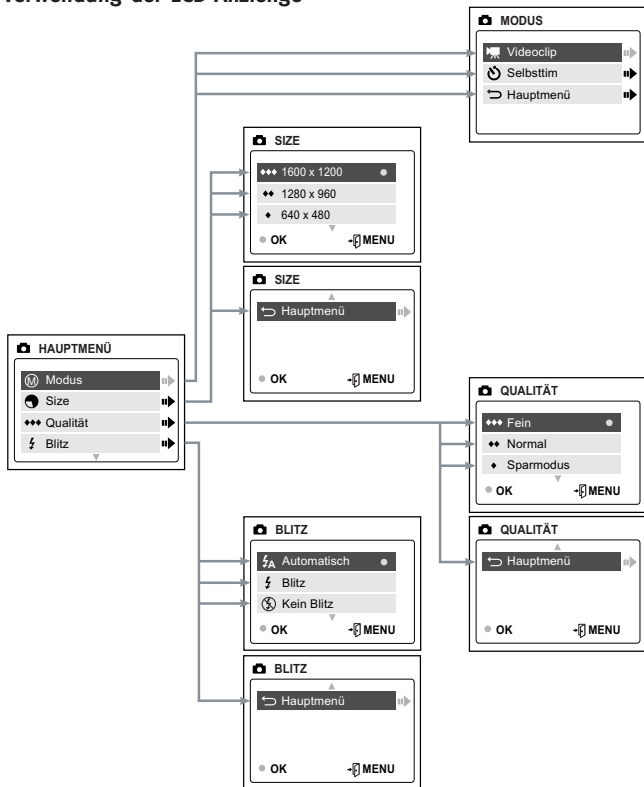 Verwendung der LCD-Anzeige
MODUS
Videoclip
Selbsttim
Hauptmenü
SIZE
1600 x 1200
1280 x 960
640 x 480
OK MENU
SIZE
Hauptmenü
OK MENU
HAUPTMENÜ
M Modus
Size
Qualität
Blitz
QUALITÄT
Fein
Normal
Sparmodus
OK MENU
QUALITÄT
Hauptmenü
OK MENU
BLITZ
A Automatisch
Blitz
Kein Blitz
OK MENU
BLITZ
Hauptmenü
OK MENU